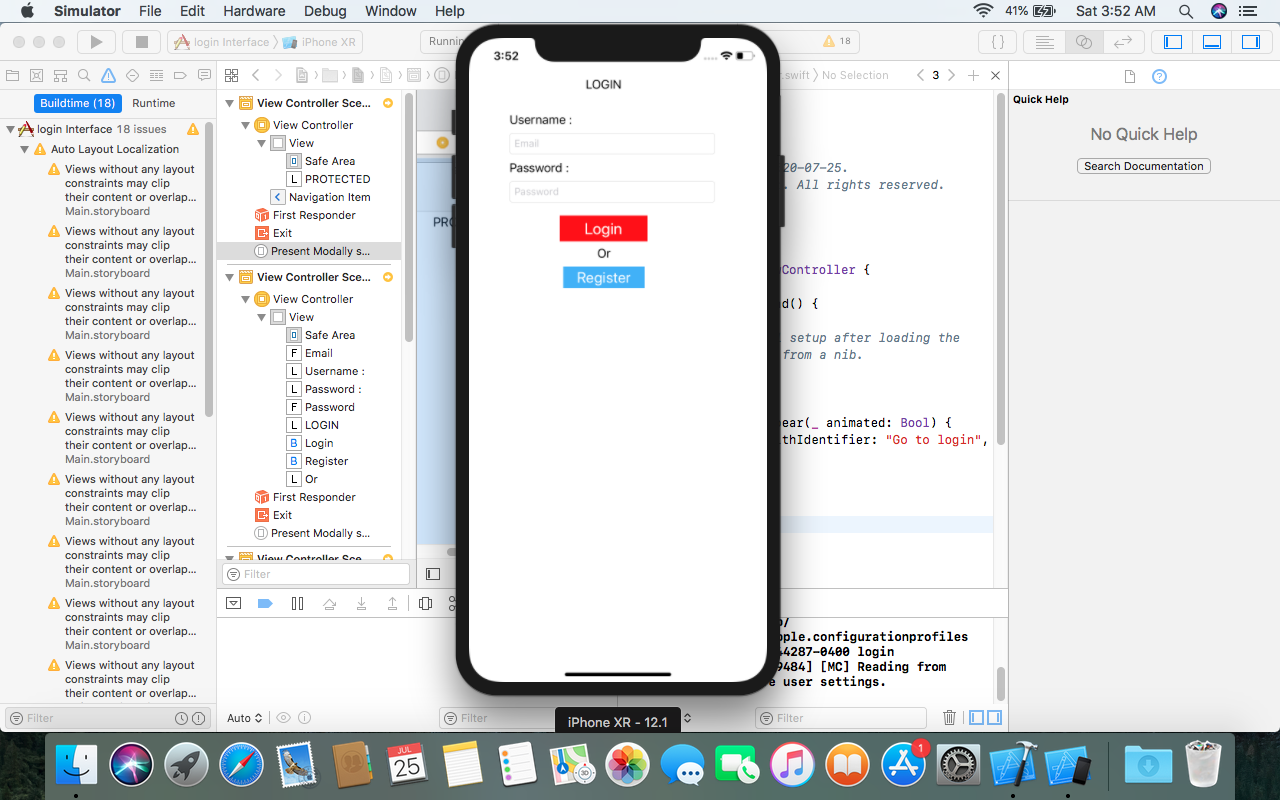 Simulator File Edit Hardware Debug Window Help 41% Sat 3:52 AM
login Interface iPhone XR Running 18
.swift No Selection 3
Buildtime (18) Runtime
login Interface 18 issues
Auto Layout Localization
Views without any layout
constraints may clip
their content or overlap...
Main.storyboard
Views without any layout
constraints may clip
their content or overlap...
Main.storyboard
Views without any layout
constraints may clip
their content or overlap...
Main.storyboard
Views without any layout
constraints may clip
their content or overlap...
Main.storyboard
Views without any layout
constraints may clip
their content or overlap...
Main.storyboard
Views without any layout
constraints may clip
their content or overlap...
Main.storyboard
Views without any layout
constraints may clip
their content or overlap...
Main.storyboard
Views without any layout
constraints may clip
their content or overlap...
Main.storyboard
Views without any layout
constraints may clip
their content or overlap...
Filter
View Controller Sce...
View Controller
View
Safe Area
L PROTECTED
Navigation Item
First Responder
Exit
Present Modally s...
View Controller Sce...
View Controller
View
Safe Area
F Email
L Username :
L Password :
F Password
L LOGIN
B Login
B Register
L Or
First Responder
Exit
Present Modally s...
View Controller Sce...
Filter
PRO
3:52
LOGIN
Username :
Email
Password :
Password
Login
Or
Register
iPhone XR - 12.1
20-07-25.
. All rights reserved.
Controller {
d() {
setup after loading the
from a nib.
ear(_ animated: Bool) {
thIdentifier: "Go to login",
pple.configurationprofiles
44287-0400 login
9484] [MC] Reading from
e user settings.
Auto Filter Filter
Quick Help
No Quick Help
Search Documentation
JUL
25
1